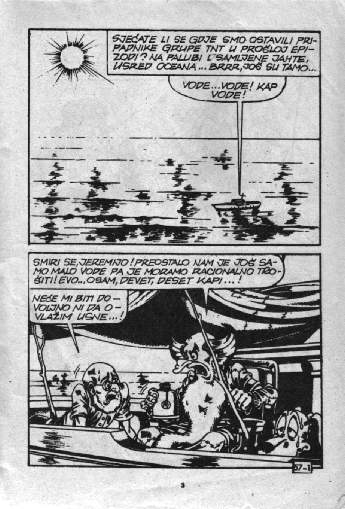 SJEĆATE LI SE GDJE SMO OSTAVILI PRI-
PADNIKE GRUPE TNT U PROŠLOJ EPI-
ZODI? NA PALUBI USAMLJENE JAHTE,
USRED OCEANA... BRRR, JOŠ SU TAMO...
VODE...VODE! KAP
VODE!
SMIRI SE, JEREMIJO! PREOSTALO NAM JE JOŠ SA-
MO MALO VODE PA JE MORAMO RACIONALNO TRO-
ŠITI! EVO...OSAM, DEVET, DESET KAPI...!
NEĆE MI BITI DO-
VOLJNO NI DA O-
VLAŽIM USNE...!
57-1
3